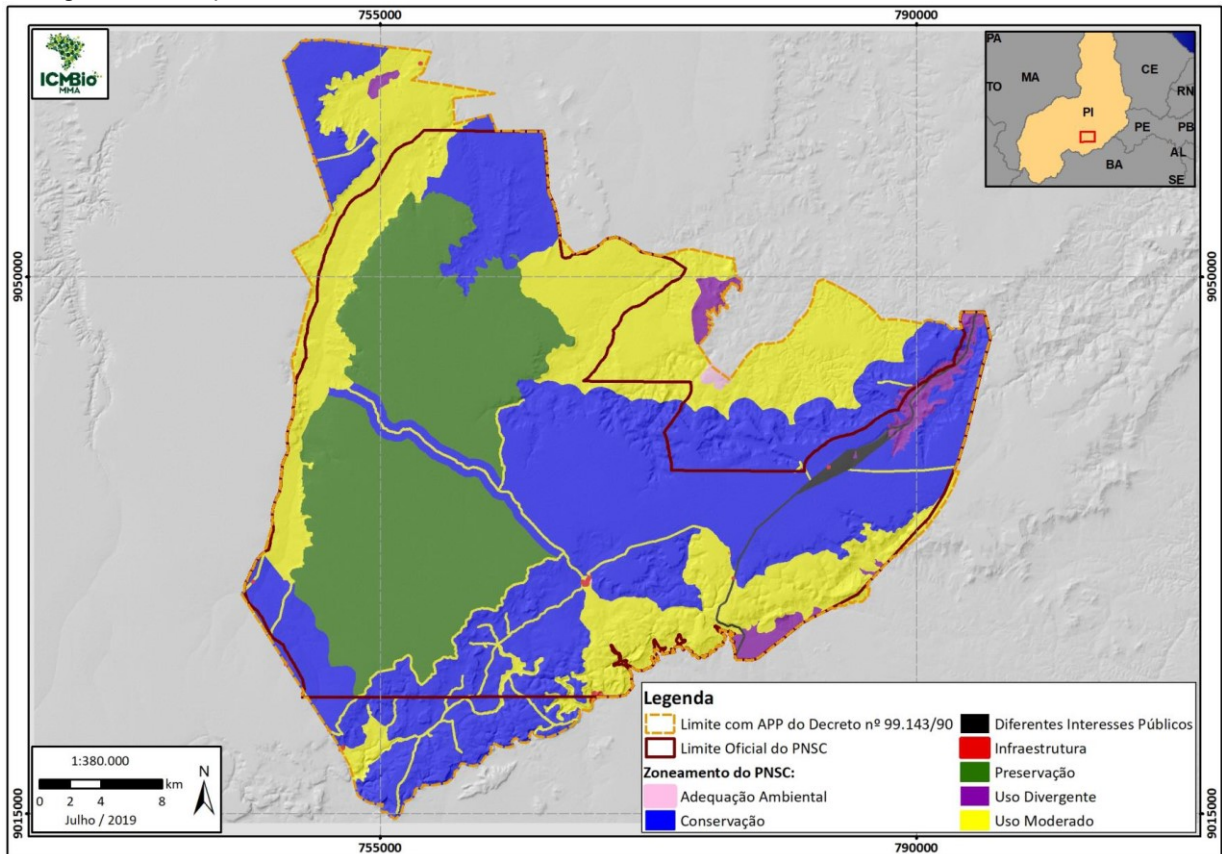 755000
790000
ICMBio
MMA
PA
TO
MA
CE
RN
PI
PE
PB
AL
BA
SE
9050000
9050000
Legenda
Limite com APP do Decreto nº 99.143/90
Limite Oficial do PNSC
Zoneamento do PNSC:
Adequação Ambiental
Conservação
Diferentes Interesses Públicos
Infraestrutura
Preservação
Uso Divergente
Uso Moderado
1:380.000
N
km
0 2 4 8
Julho / 2019
9015000
9015000
755000
790000